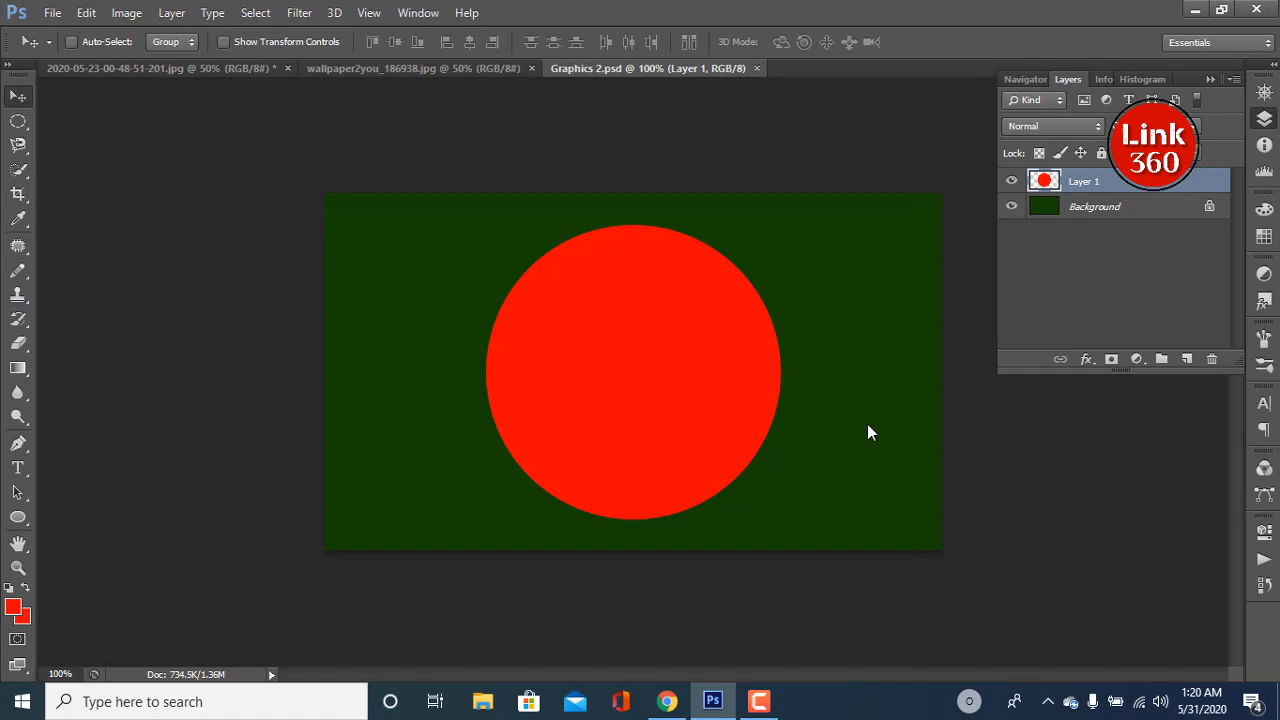 Ps File Edit Image Layer Type Select Filter 3D View Window Help
Auto-Select: Group Show Transform Controls 3D Mode: Essentials
2020-05-23-00-48-51-201.jpg @ 50% (RGB/8#) * × wallpaper2you_186938.jpg @ 50% (RGB/8#) × Graphics 2.psd @ 100% (Layer 1, RGB/8) ×
Navigator Layers Info Histogram
Kind
Normal
Lock:
Link
360
Layer 1
Background
100% Doc: 734.5K/1.36M
Type here to search
Ps
1:20 AM
5/31/2020
4